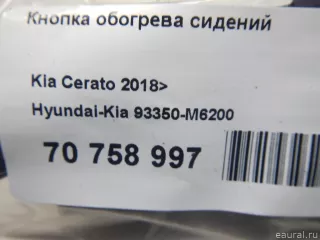 Кнопка обогрева сидений
Kia Cerato 2018>
Hyundai-Kia 93350-M6200
70 758 997
eaural.ru/